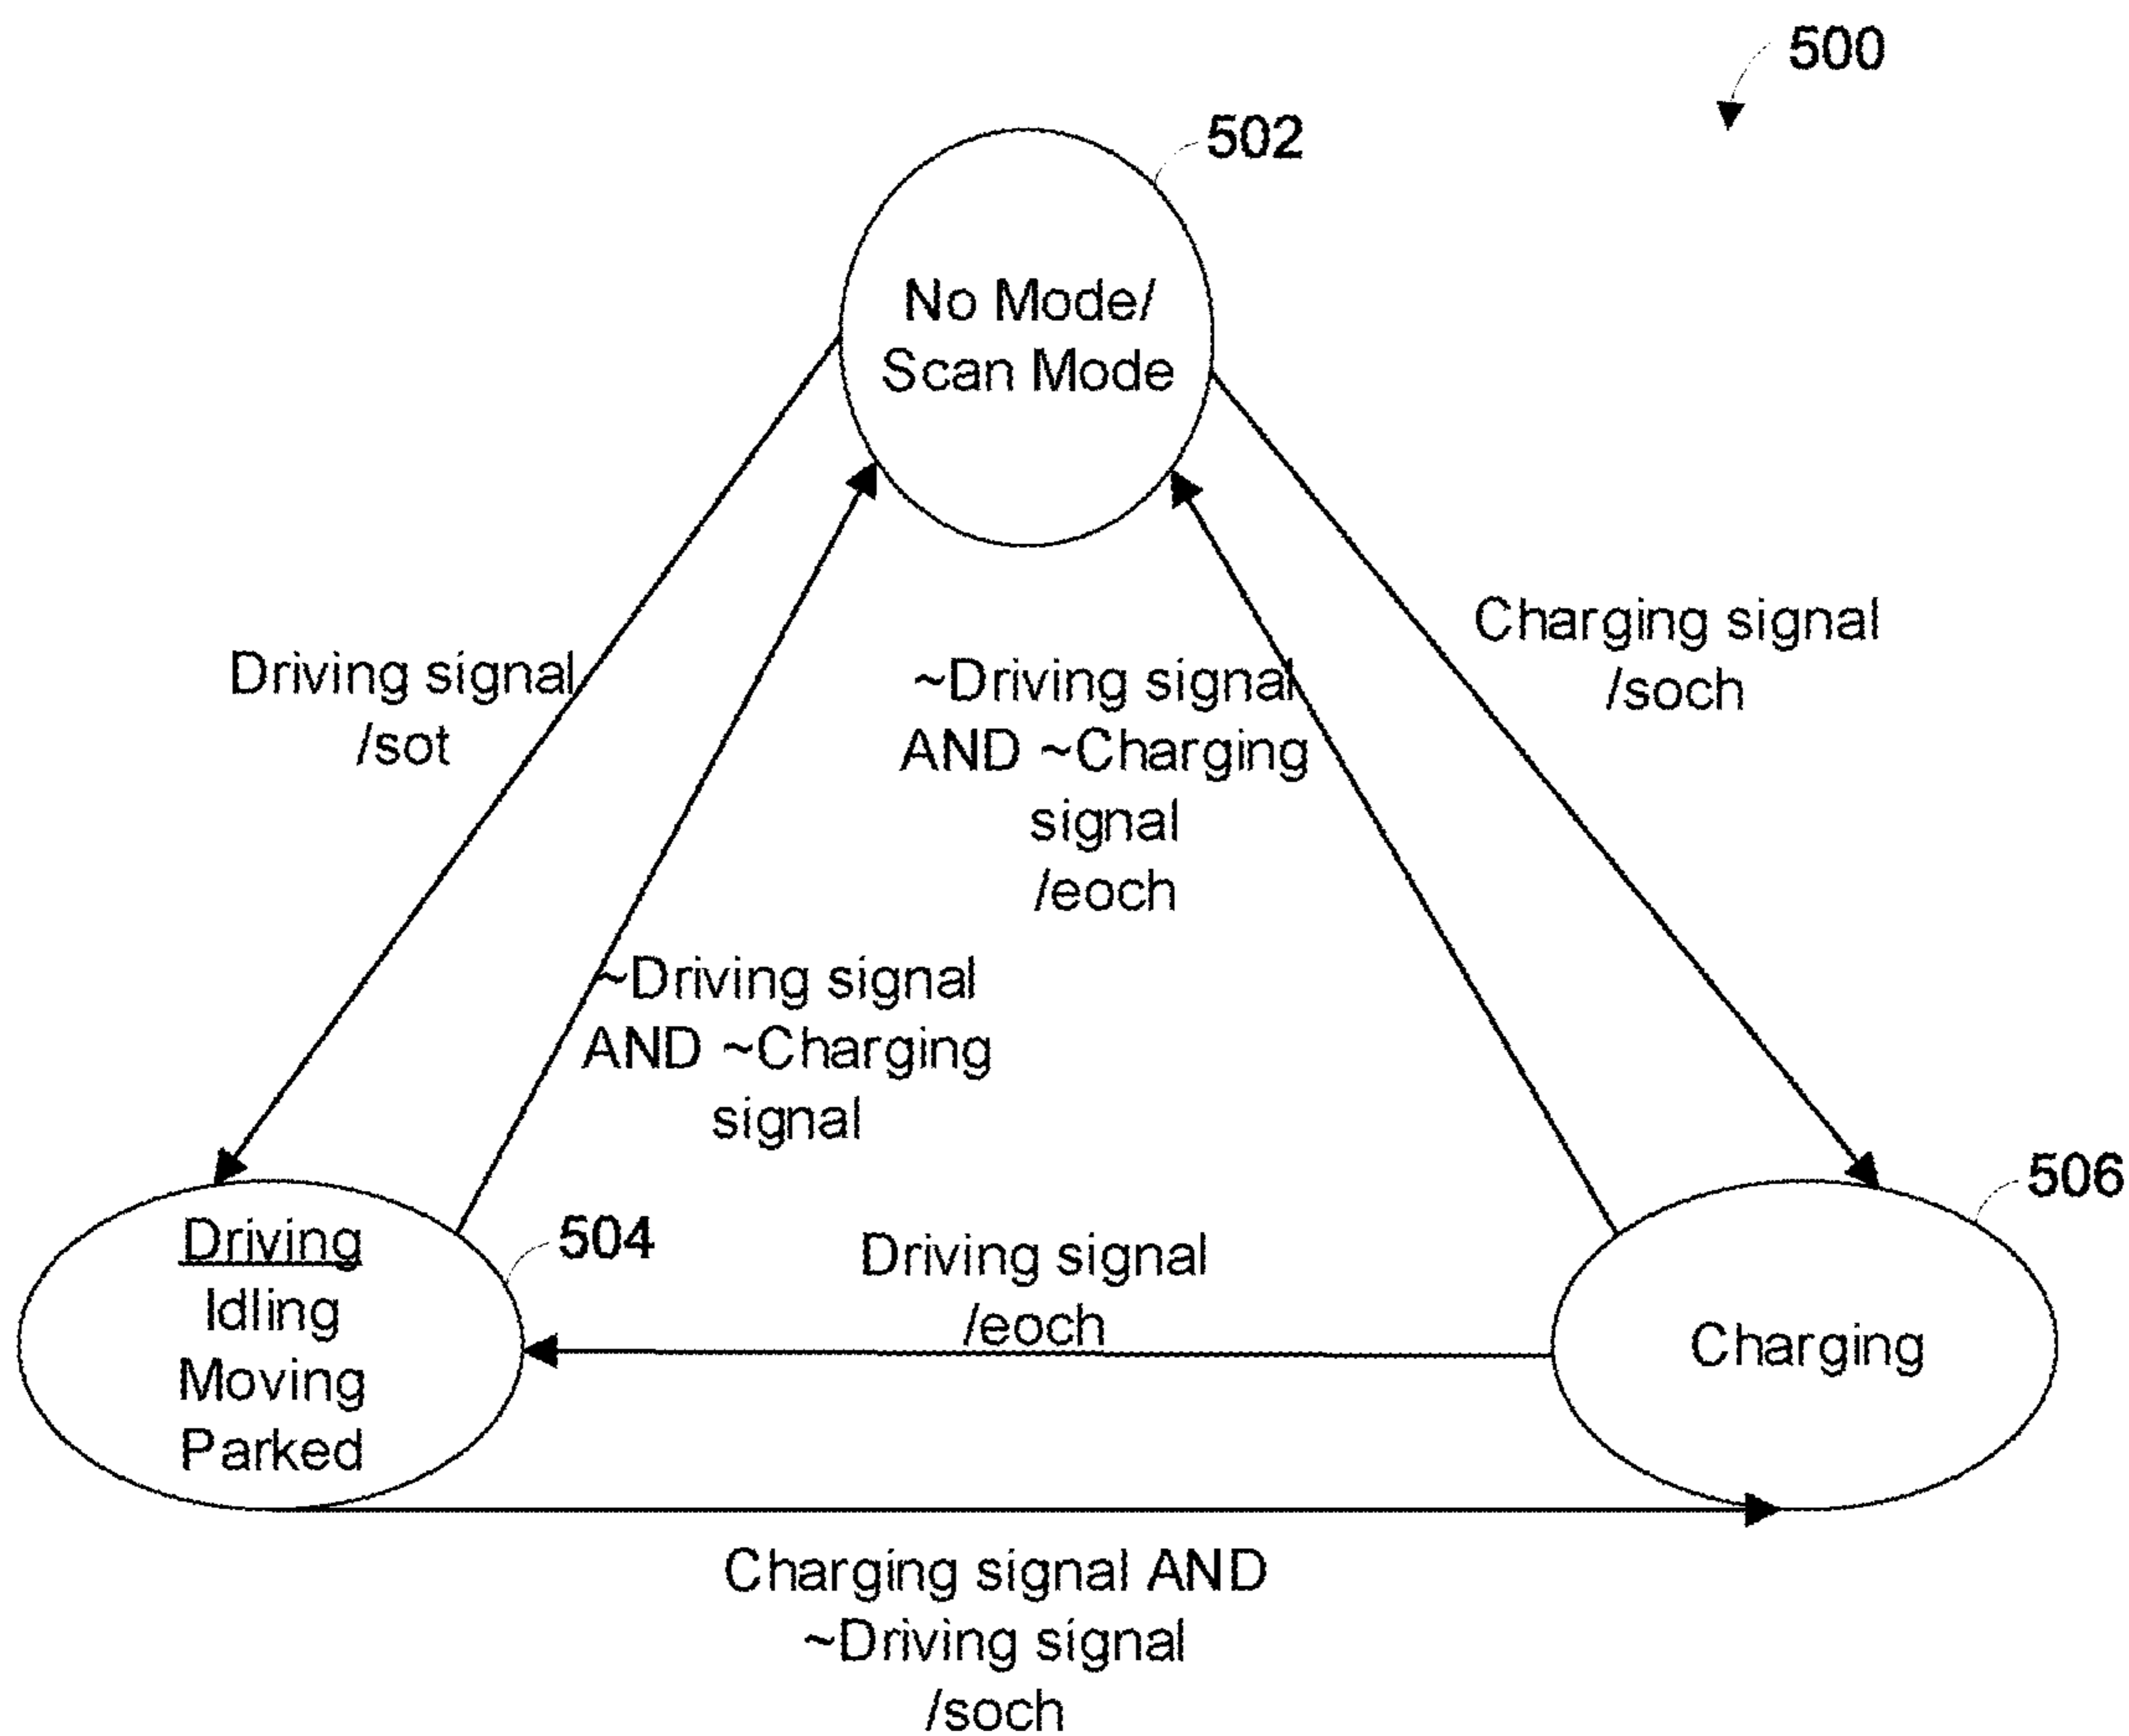 500
502
No Mode/
Scan Mode
Driving signal
/sot
~Driving signal
AND ~Charging
signal
/eoch
Charging signal
/soch
~Driving signal
AND ~Charging
signal
Driving
Idling
Moving
Parked
504
Driving signal
/eoch
506
Charging
Charging signal AND
~Driving signal
/soch